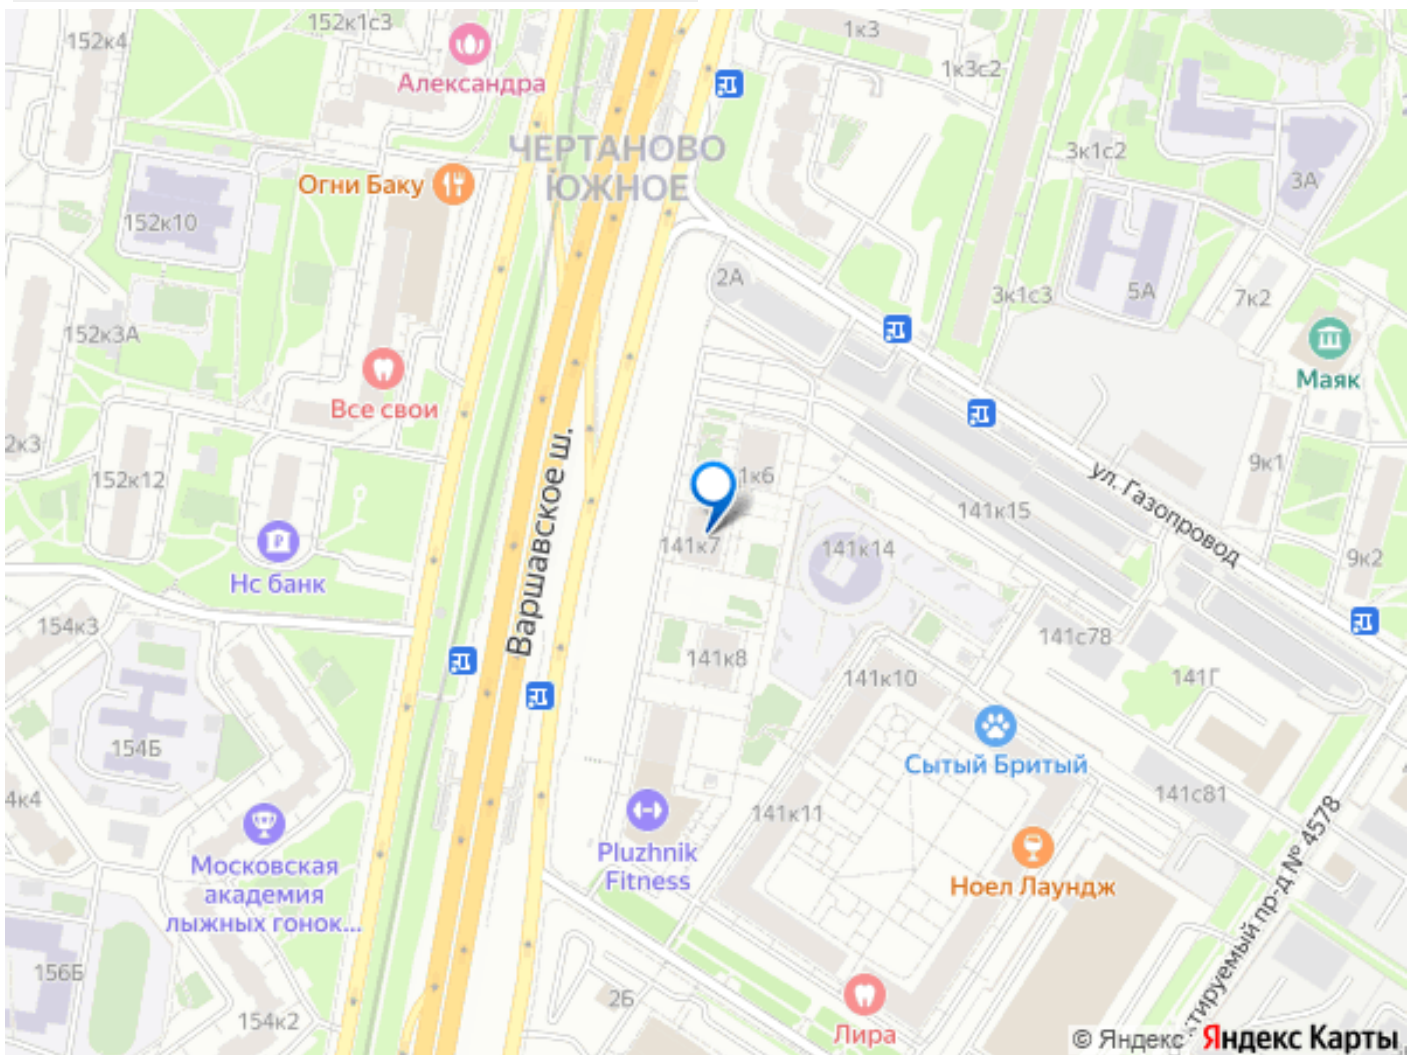 152к1с3
1к3
152к4
Александра
1к3с2
ЧЕРТАНОВО
ЮЖНОЕ
3к1с2
Огни Баку
3А
152к10
2А
3к1с3
5А
7к2
152к3А
Маяк
Все свои
Варшавское ш.
2к3
152к12
1к6
9к1
ул. Газопровод
141к15
141к7
141к14
9к2
Нс банк
154к3
141с78
141к8
141к10
141Г
154Б
Сытый Бритый
4к4
141с81
141к11
Pluzhnik
Fitness
Московская
академия
лыжных гонок...
Ноел Лаундж
ктируемый пр-д № 4578
156Б
2Б
154к2
Лира
© Яндекс Яндекс Карты